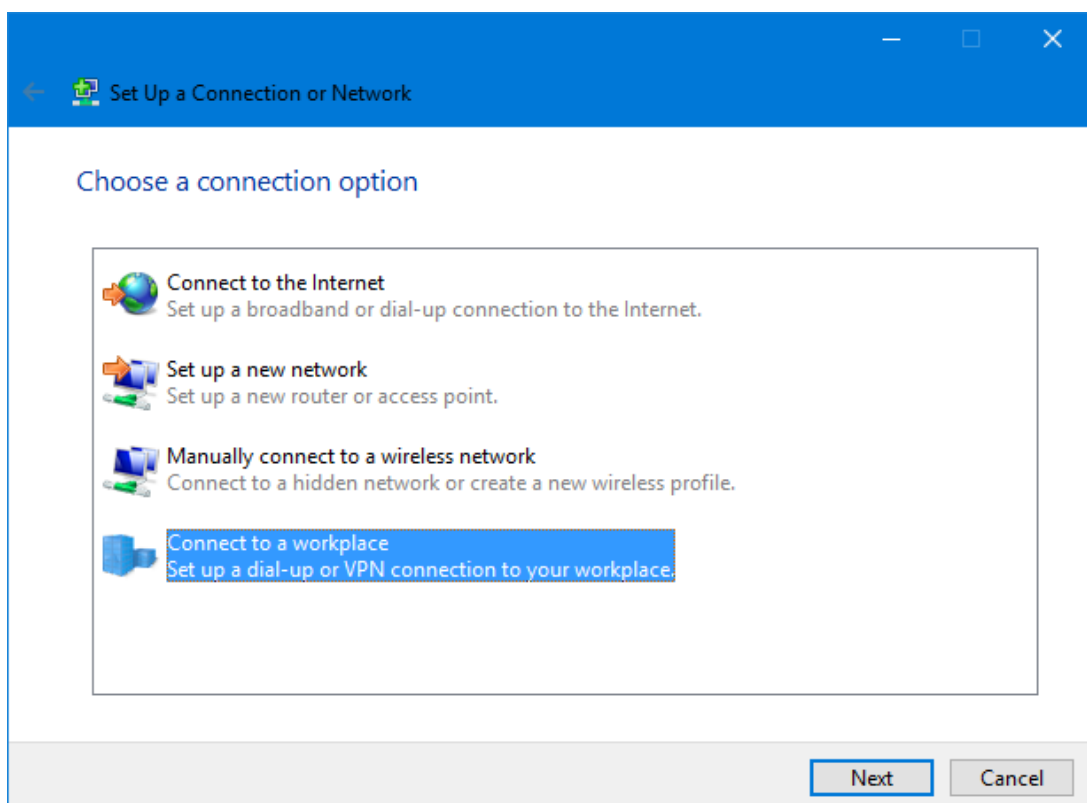 Set Up a Connection or Network
Choose a connection option
Connect to the Internet
Set up a broadband or dial-up connection to the Internet.
Set up a new network
Set up a new router or access point.
Manually connect to a wireless network
Connect to a hidden network or create a new wireless profile.
Connect to a workplace
Set up a dial-up or VPN connection to your workplace.
Next Cancel